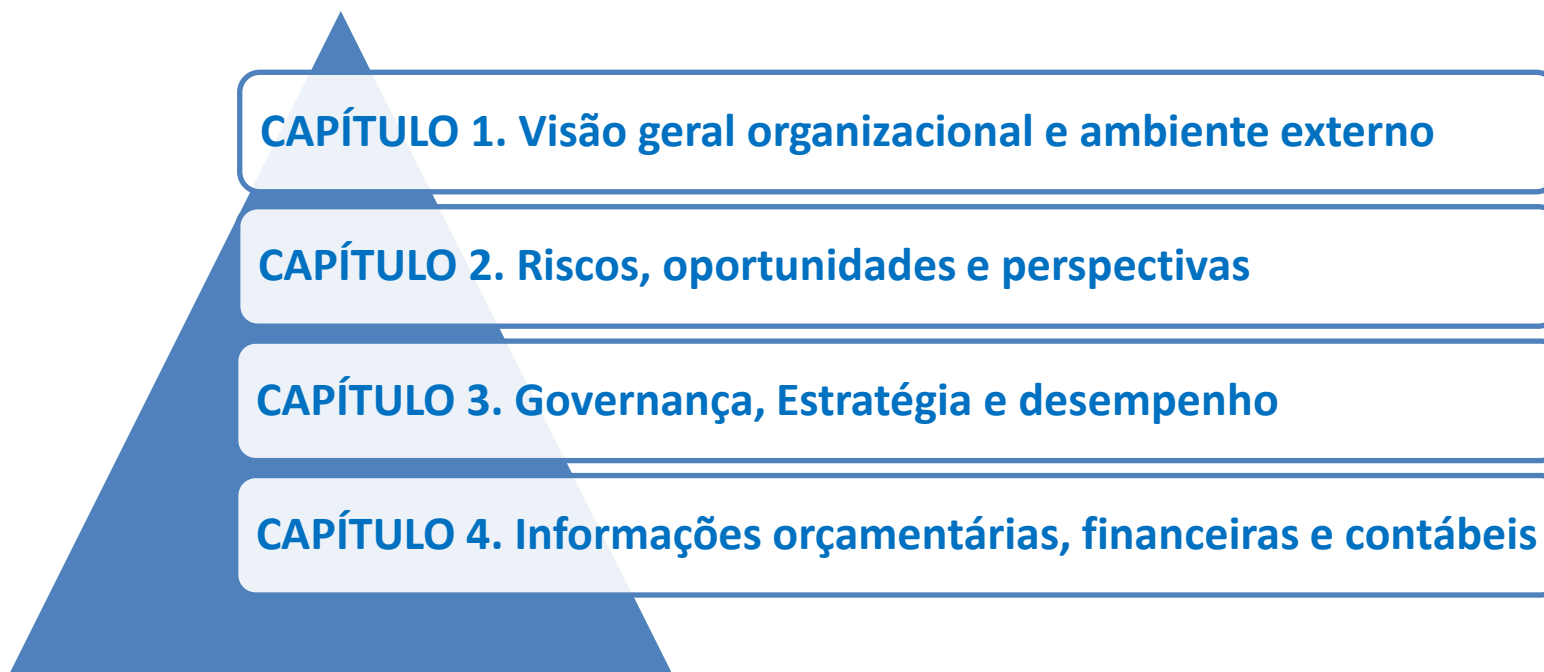 CAPÍTULO 1. Visão geral organizacional e ambiente externo
CAPÍTULO 2. Riscos, oportunidades e perspectivas
CAPÍTULO 3. Governança, Estratégia e desempenho
CAPÍTULO 4. Informações orçamentárias, financeiras e contábeis